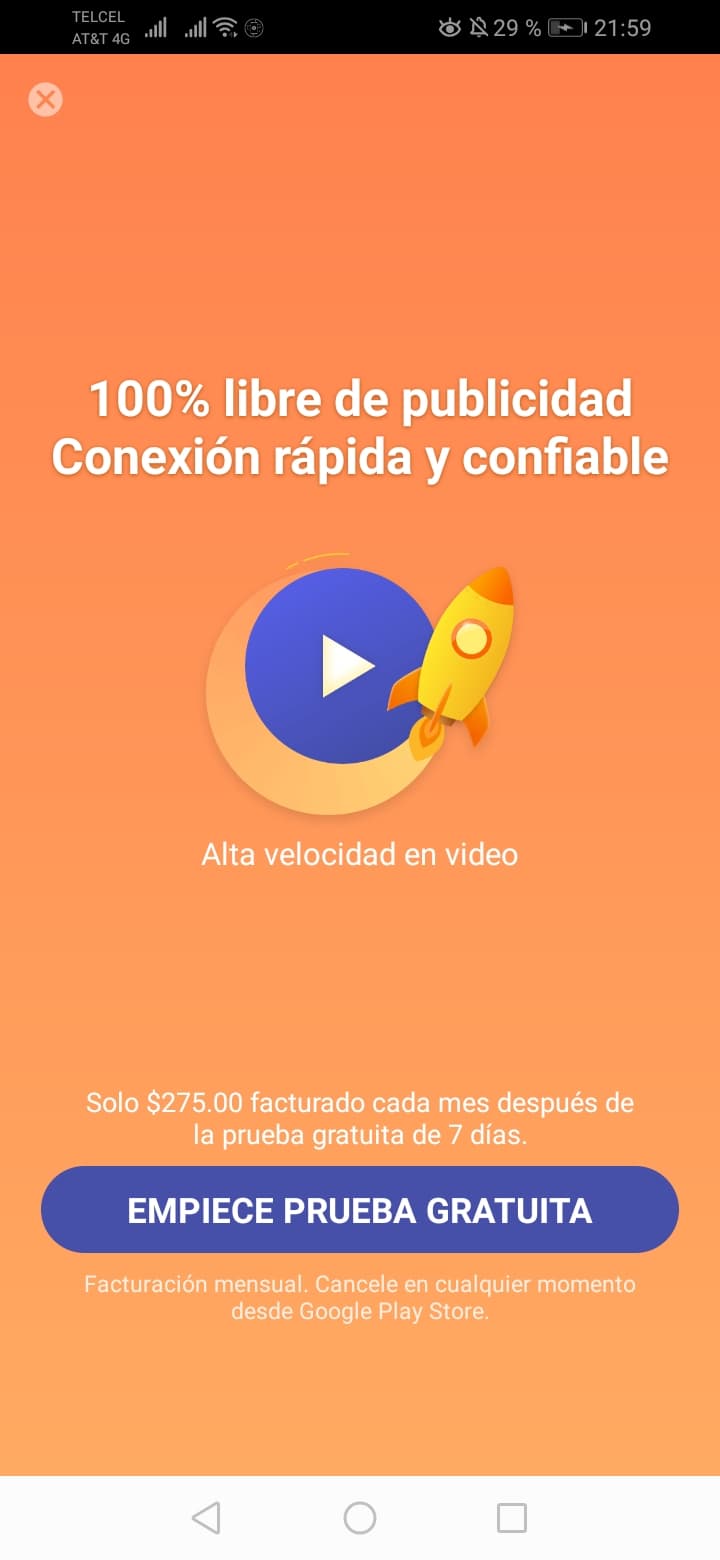 TELCEL
AT&T 4G
29 % 21:59
100% libre de publicidad
Conexión rápida y confiable
Alta velocidad en video
Solo $275.00 facturado cada mes después de
la prueba gratuita de 7 días.
EMPIECE PRUEBA GRATUITA
Facturación mensual. Cancele en cualquier momento
desde Google Play Store.